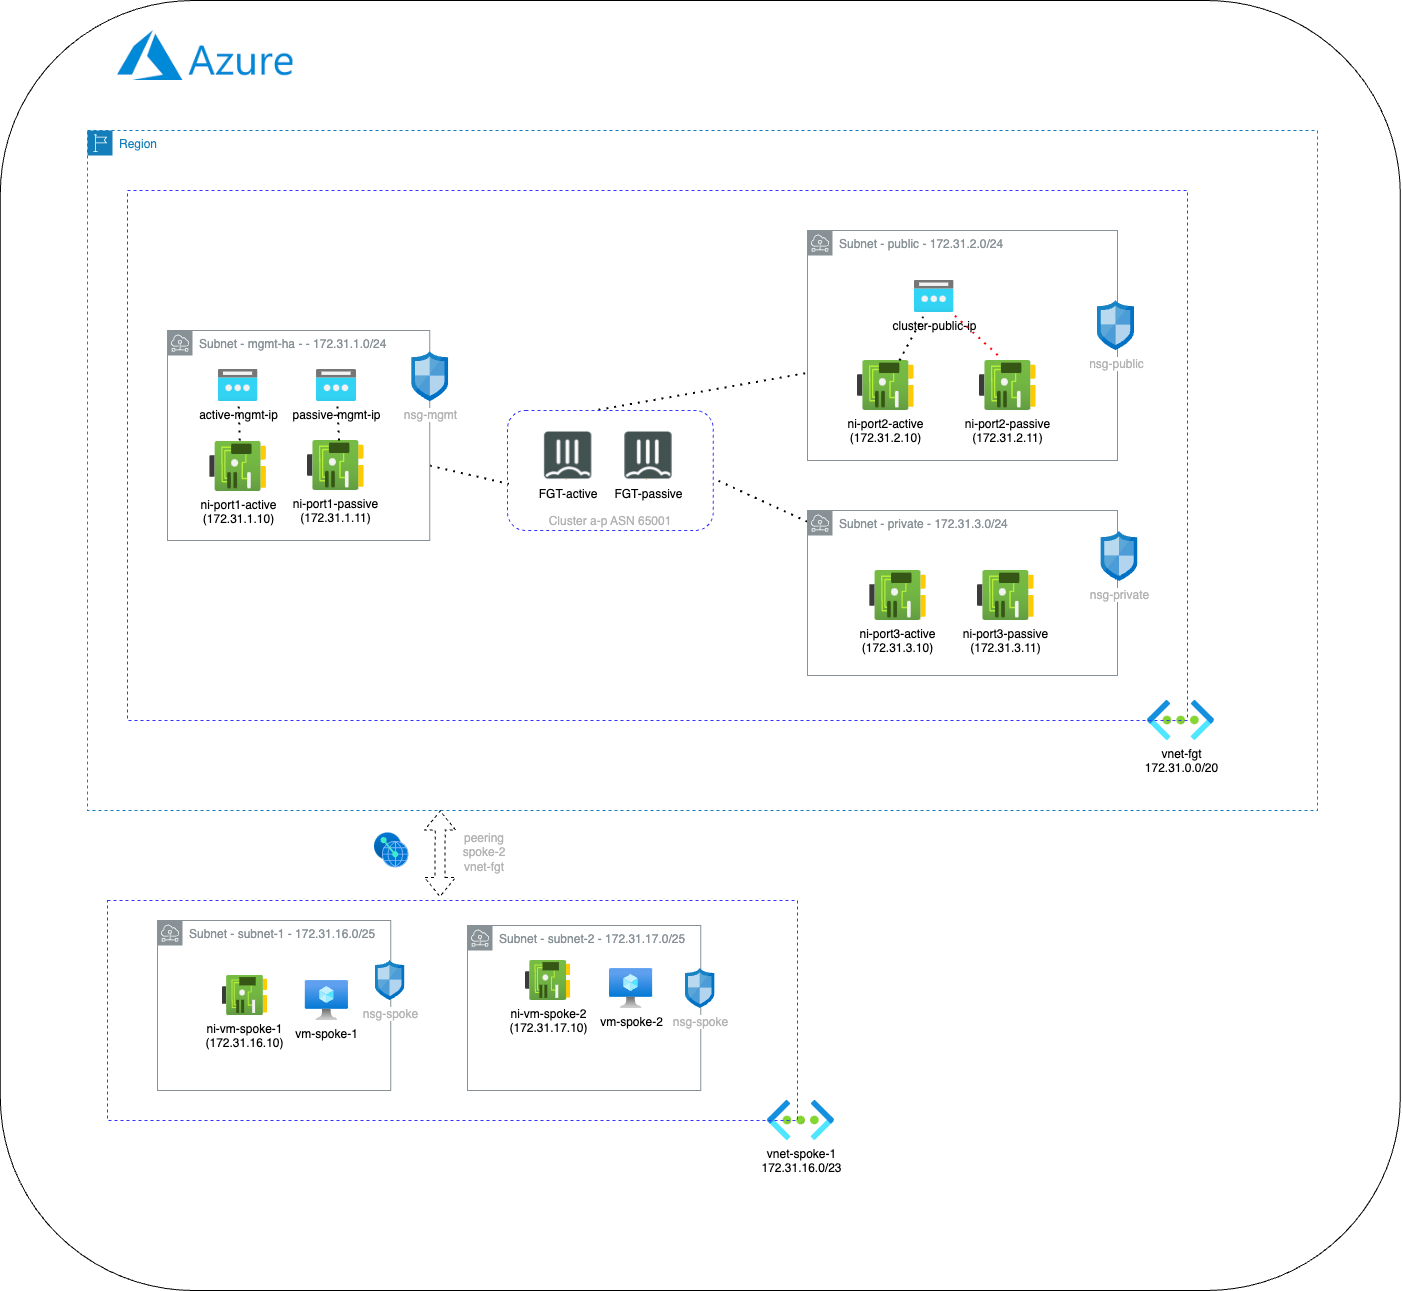 Azure
Region
Subnet - public - 172.31.2.0/24
cluster-public-ip
nsg-public
ni-port2-active
(172.31.2.10)
ni-port2-passive
(172.31.2.11)
Subnet - mgmt-ha - - 172.31.1.0/24
active-mgmt-ip
passive-mgmt-ip
nsg-mgmt
ni-port1-active
(172.31.1.10)
ni-port1-passive
(172.31.1.11)
FGT-active
FGT-passive
Cluster a-p ASN 65001
Subnet - private - 172.31.3.0/24
nsg-private
ni-port3-active
(172.31.3.10)
ni-port3-passive
(172.31.3.11)
vnet-fgt
172.31.0.0/20
peering
spoke-2
vnet-fgt
Subnet - subnet-1 - 172.31.16.0/25
ni-vm-spoke-1
(172.31.16.10)
vm-spoke-1
nsg-spoke
Subnet - subnet-2 - 172.31.17.0/25
ni-vm-spoke-2
(172.31.17.10)
vm-spoke-2
nsg-spoke
vnet-spoke-1
172.31.16.0/23